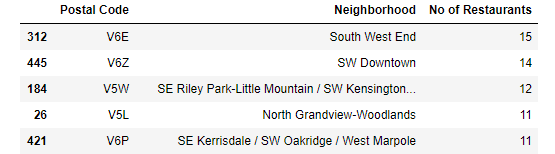 Postal Code Neighborhood No of Restaurants
312 V6E South West End 15
445 V6Z SW Downtown 14
184 V5W SE Riley Park-Little Mountain / SW Kensington... 12
26 V5L North Grandview-Woodlands 11
421 V6P SE Kerrisdale / SW Oakridge / West Marpole 11